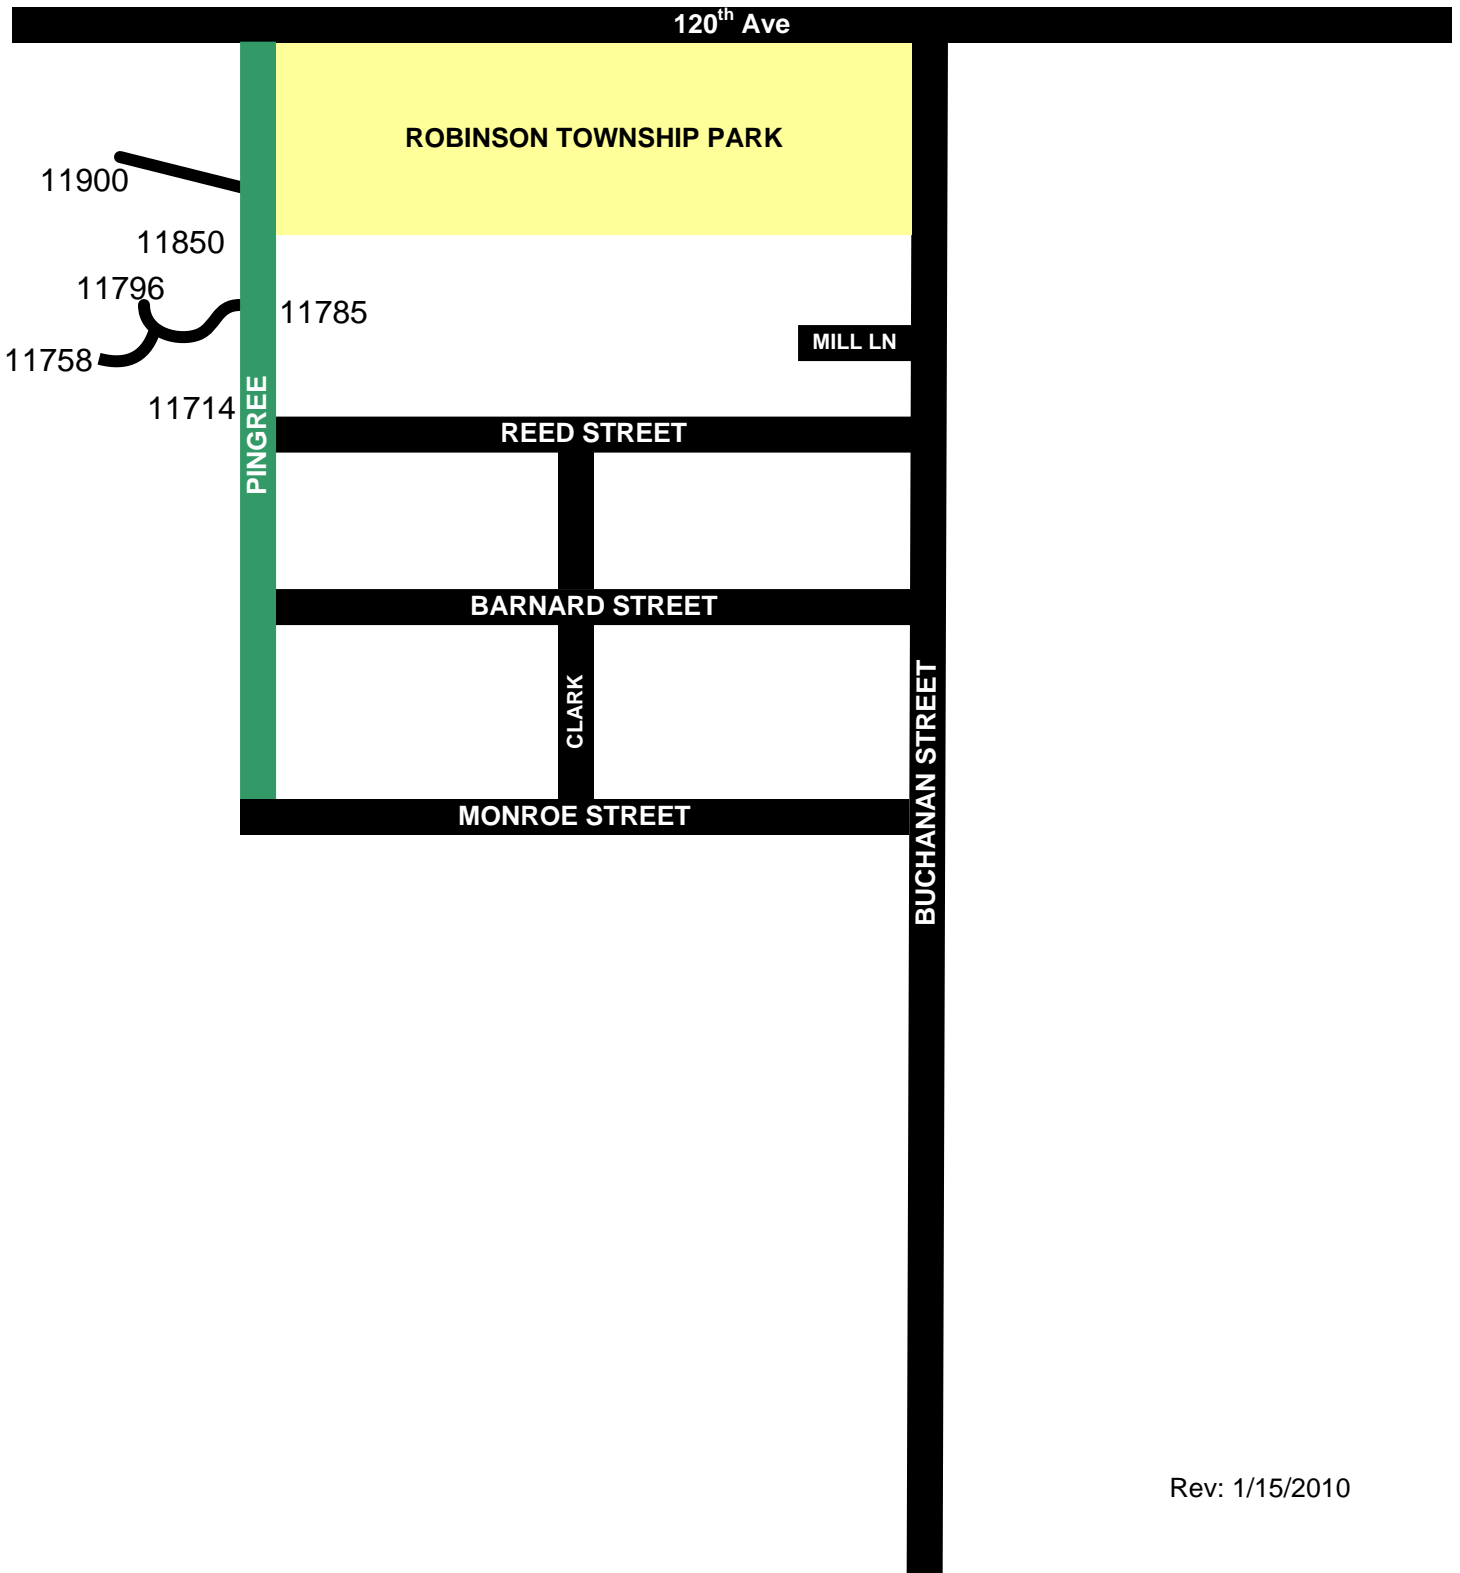 120th Ave
ROBINSON TOWNSHIP PARK
11900
11850
11796
11785
MILL LN
11758
11714
PINGREE
REED STREET
BARNARD STREET
CLARK
BUCHANAN STREET
MONROE STREET
Rev: 1/15/2010